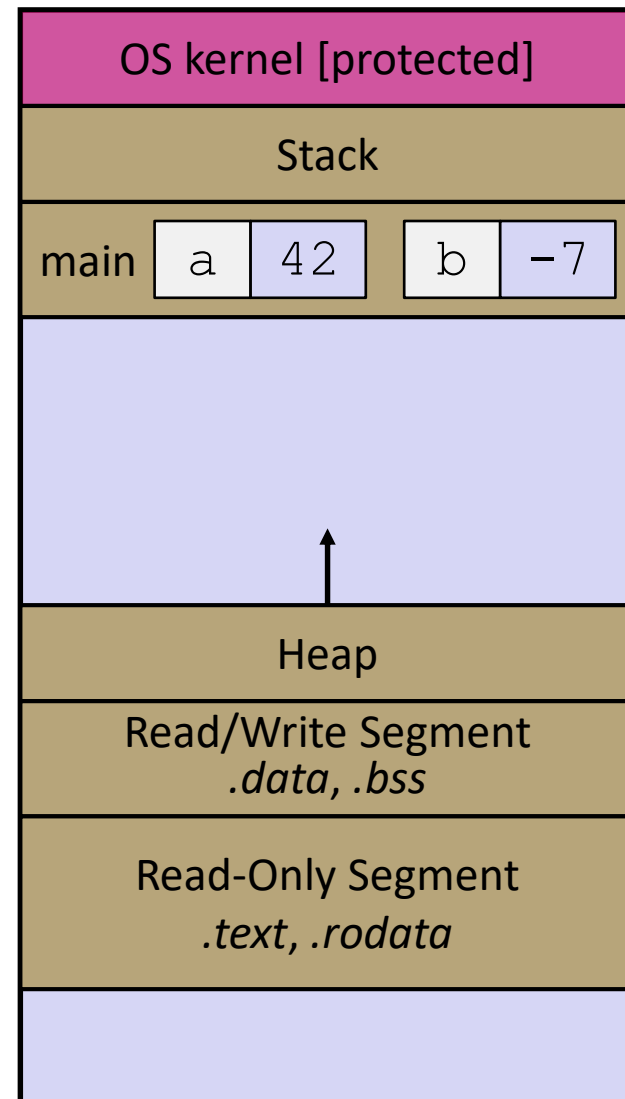 OS kernel [protected]
Stack
main a 42 b -7
Heap
Read/Write Segment
.data, .bss
Read-Only Segment
.text, .rodata